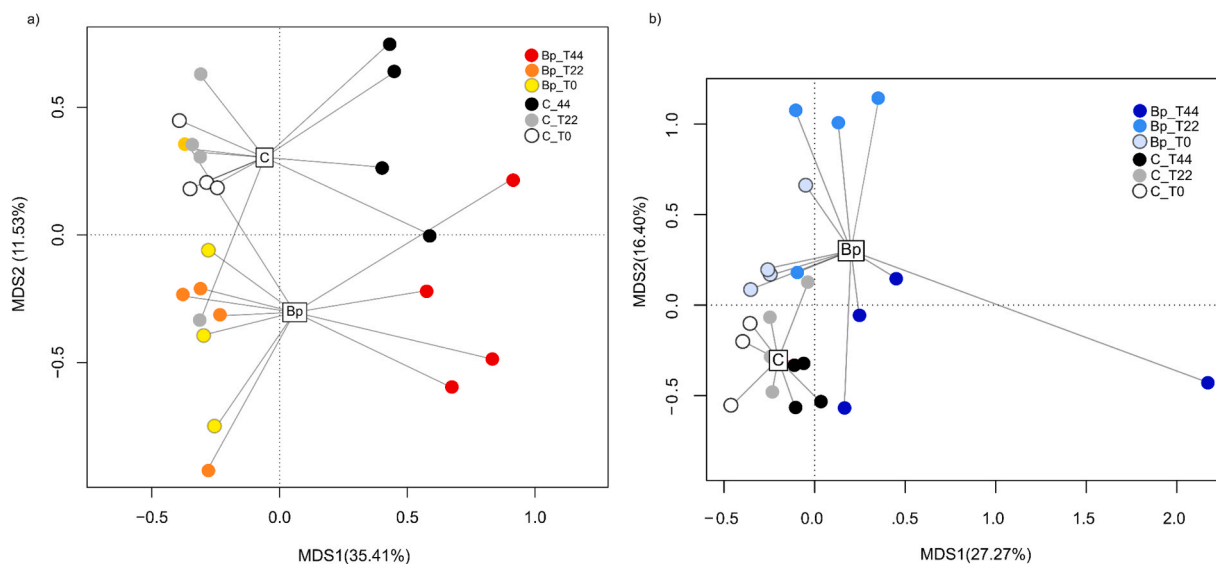 a)
MDS2 (11.53%)
0.5
0.0
−0.5
C
Bp
Bp_T44
Bp_T22
Bp_T0
C_44
C_T22
C_T0
−0.5
0.0
0.5
1.0
MDS1(35.41%)
b)
MDS2(16.40%)
1.0
0.5
0.0
−0.5
Bp
C
Bp_T44
Bp_T22
Bp_T0
C_T44
C_T22
C_T0
−0.5
0.0
.0.5
1.0
1.5
2.0
MDS1(27.27%)